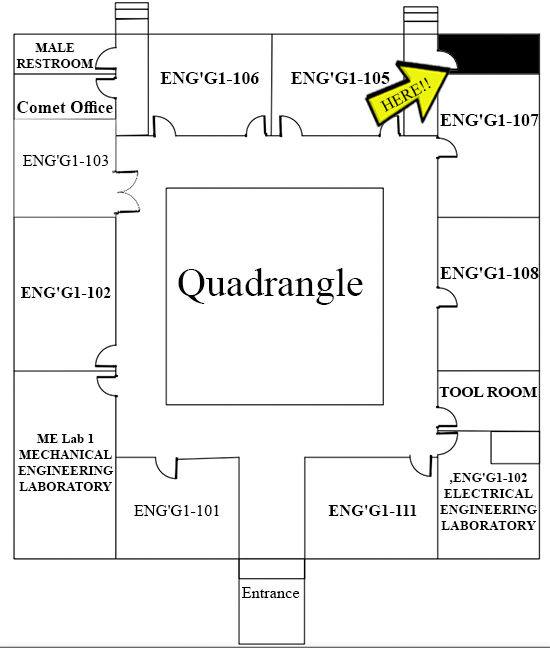 MALE
RESTROOM
ENG'G1-106
ENG'G1-105
HERE!!
Comet Office
ENG'G1-107
ENG'G1-103
Quadrangle
ENG'G1-102
ENG'G1-108
TOOL ROOM
ME Lab 1
MECHANICAL
ENGINEERING
LABORATORY
ENG'G1-101
ENG'G1-111
,ENG'G1-102
ELECTRICAL
ENGINEERING
LABORATORY
Entrance